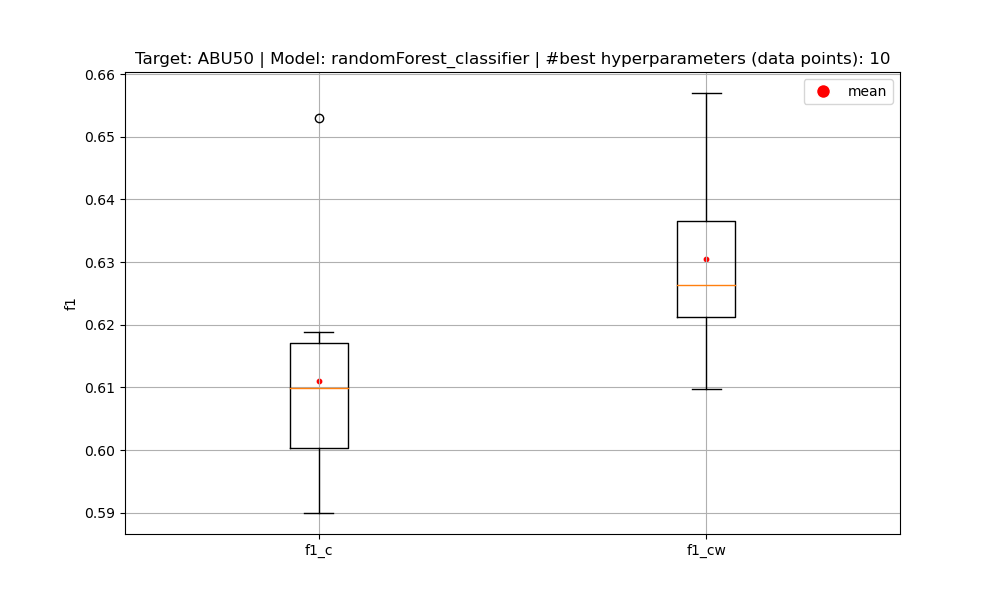 Target: ABU50 | Model: randomForest_classifier | #best hyperparameters (data points): 10
mean
0.66
0.65
0.64
0.63
0.62
0.61
0.60
0.59
f1
f1_c
f1_cw